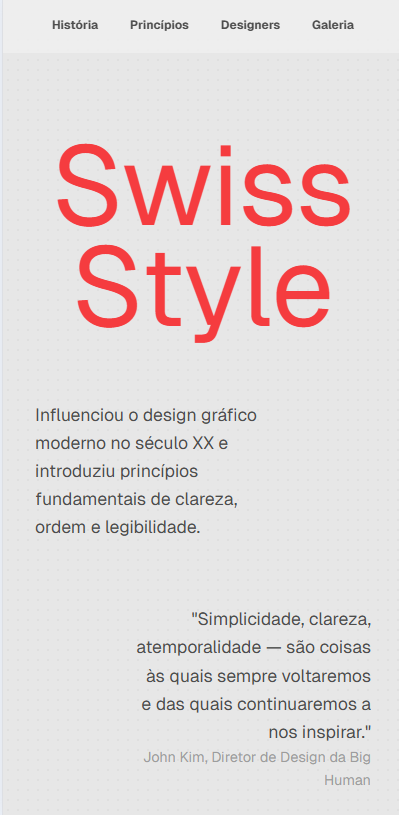 História Princípios Designers Galeria
Swiss
Style
Influenciou o design gráfico
moderno no século XX e
introduziu princípios
fundamentais de clareza,
ordem e legibilidade.
"Simplicidade, clareza,
atemporalidade — são coisas
às quais sempre voltaremos
e das quais continuaremos a
nos inspirar."
John Kim, Diretor de Design da Big
Human